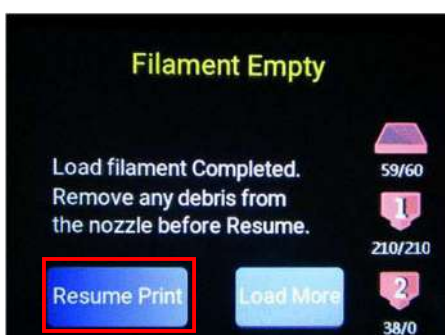 Filament Empty
Load filament Completed.
Remove any debris from
the nozzle before Resume.
Resume Print
Load More
59/60
1
210/210
2
38/0